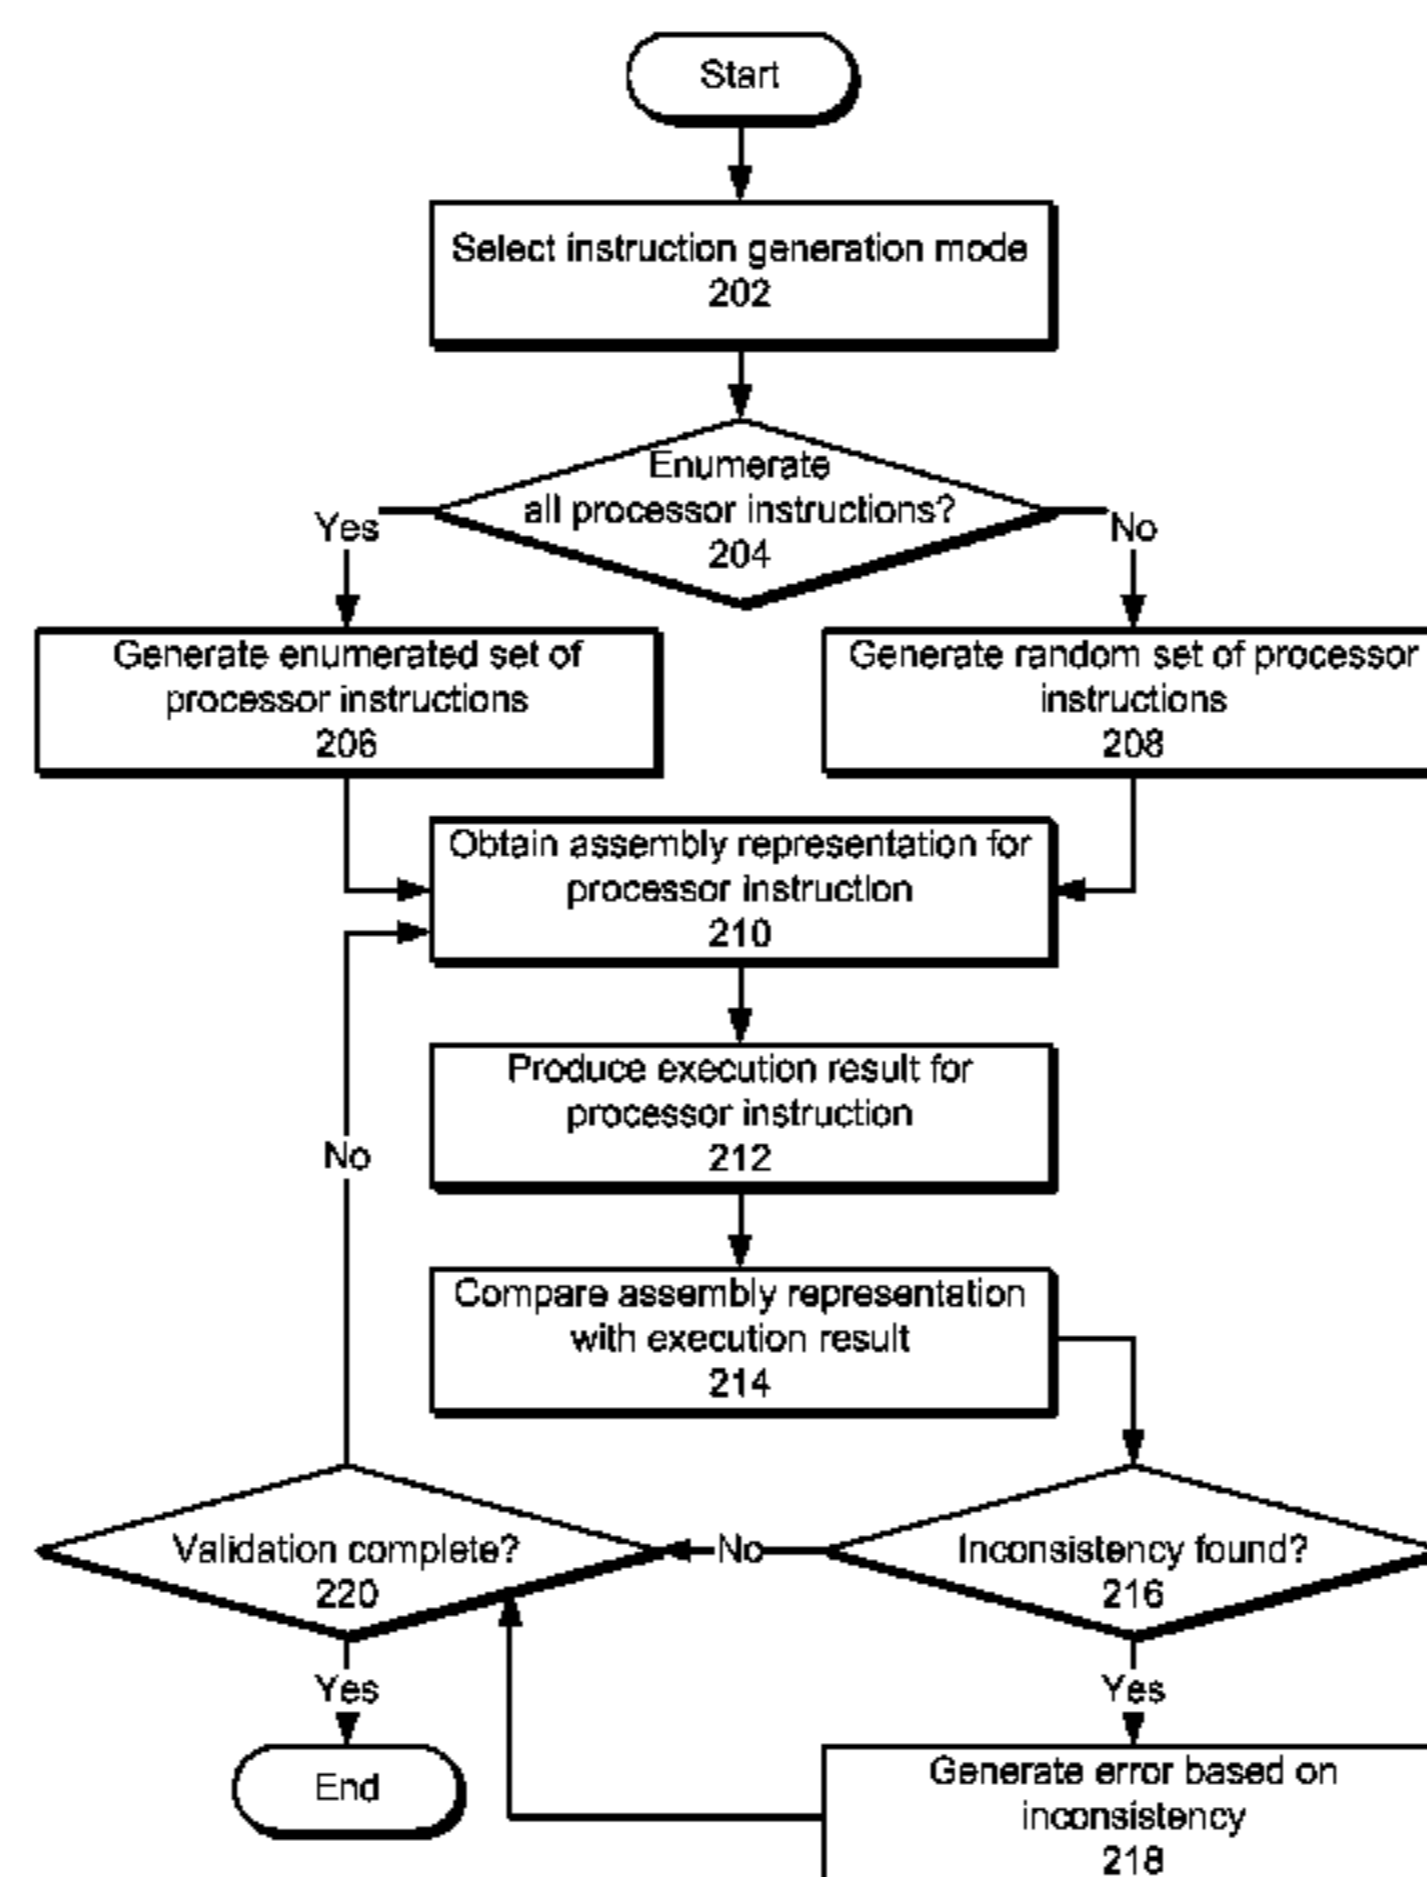 Start
Select instruction generation mode
202
Enumerate
all processor instructions?
204
Yes
No
Generate enumerated set of
processor instructions
206
Generate random set of processor
instructions
208
Obtain assembly representation for
processor instruction
210
Produce execution result for
processor instruction
212
No
Compare assembly representation
with execution result
214
Validation complete?
220
No
Inconsistency found?
216
Yes
Yes
End
Generate error based on
inconsistency
218